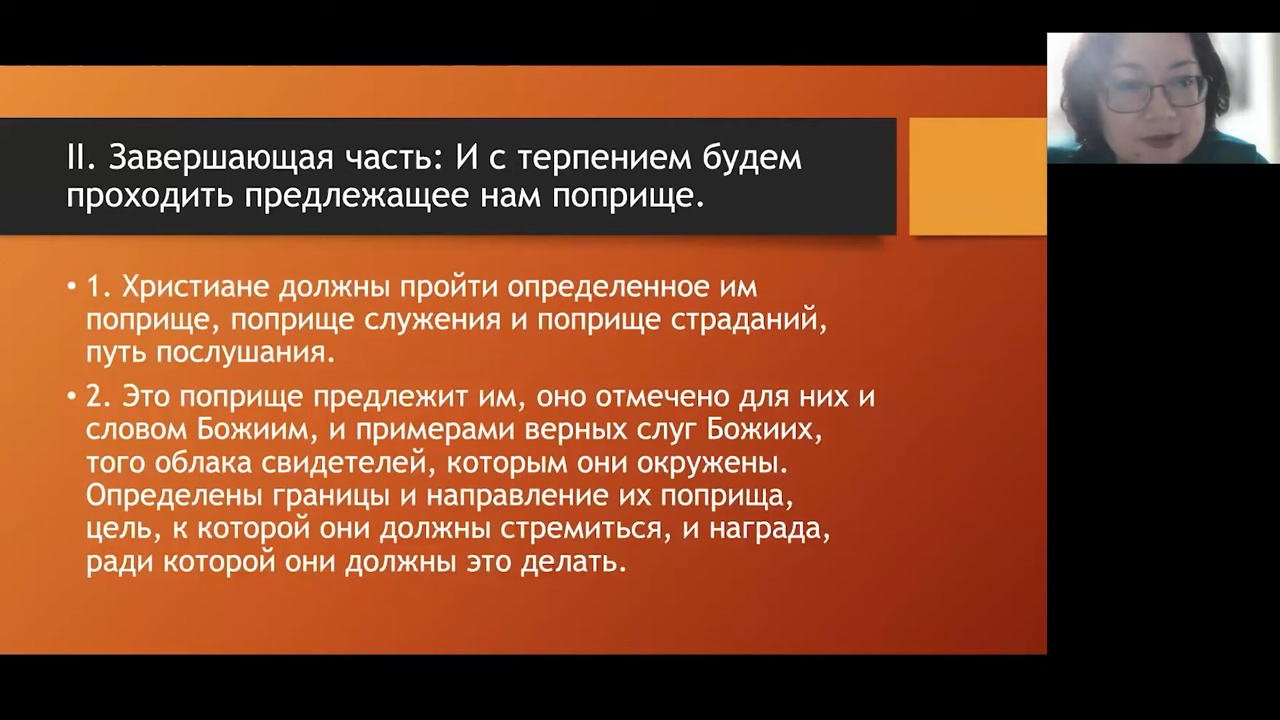 II. Завершающая часть: И с терпением будем
проходить предлежащее нам поприще.
• 1. Христиане должны пройти определенное им
поприще, поприще служения и поприще страданий,
путь послушания.
• 2. Это поприще предлежит им, оно отмечено для них и
словом Божиим, и примерами верных слуг Божиих,
того облака свидетелей, которым они окружены.
Определены границы и направление их поприща,
цель, к которой они должны стремиться, и награда,
ради которой они должны это делать.